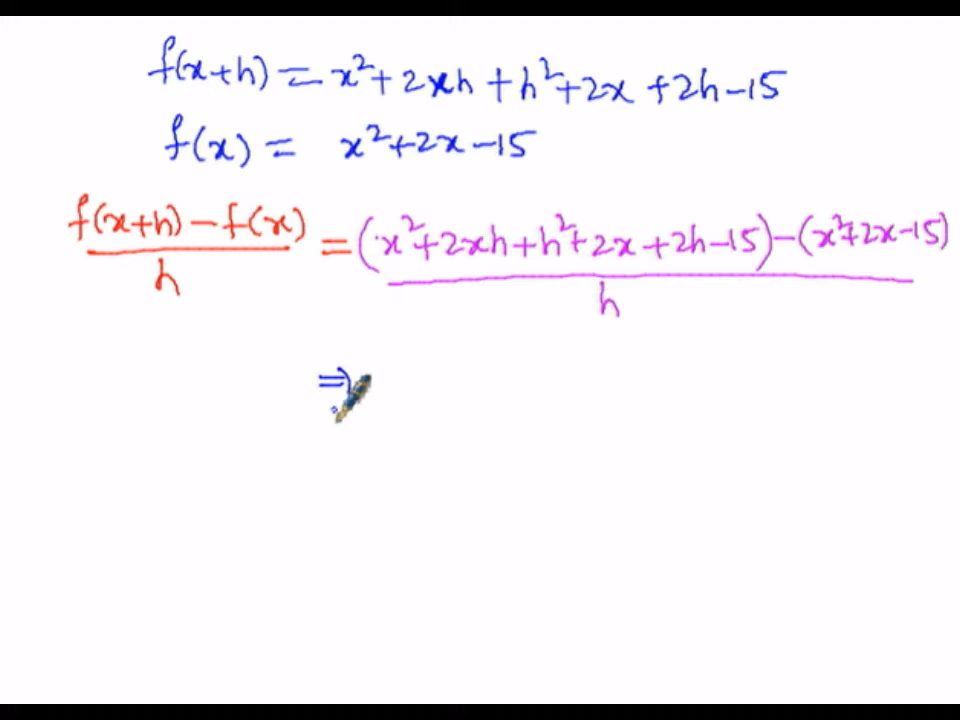 f(x+h) = x²+2xh+h²+2x+2h-15
f(x) = x²+2x-15
f(x+h)-f(x) = (x²+2xh+h²+2x+2h-15)-(x²+2x-15)
h h
⇒